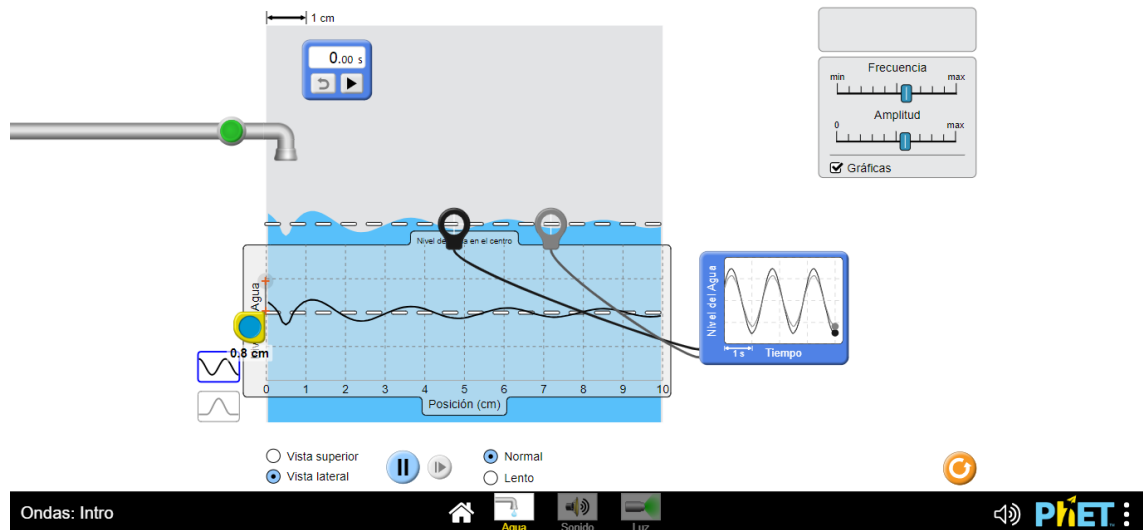 1 cm
0.00 s
Frecuencia
min max
Amplitud
0 max
Gráficas
Nivel de en el centro
Agua
0.8 cm
0 1 2 3 4 5 6 7 8 9 10
Posición (cm)
Nivel del Agua
1 s Tiempo
Vista superior
Vista lateral
Normal
Lento
Ondas: Intro
Agua
Sonido
Luz
PhET